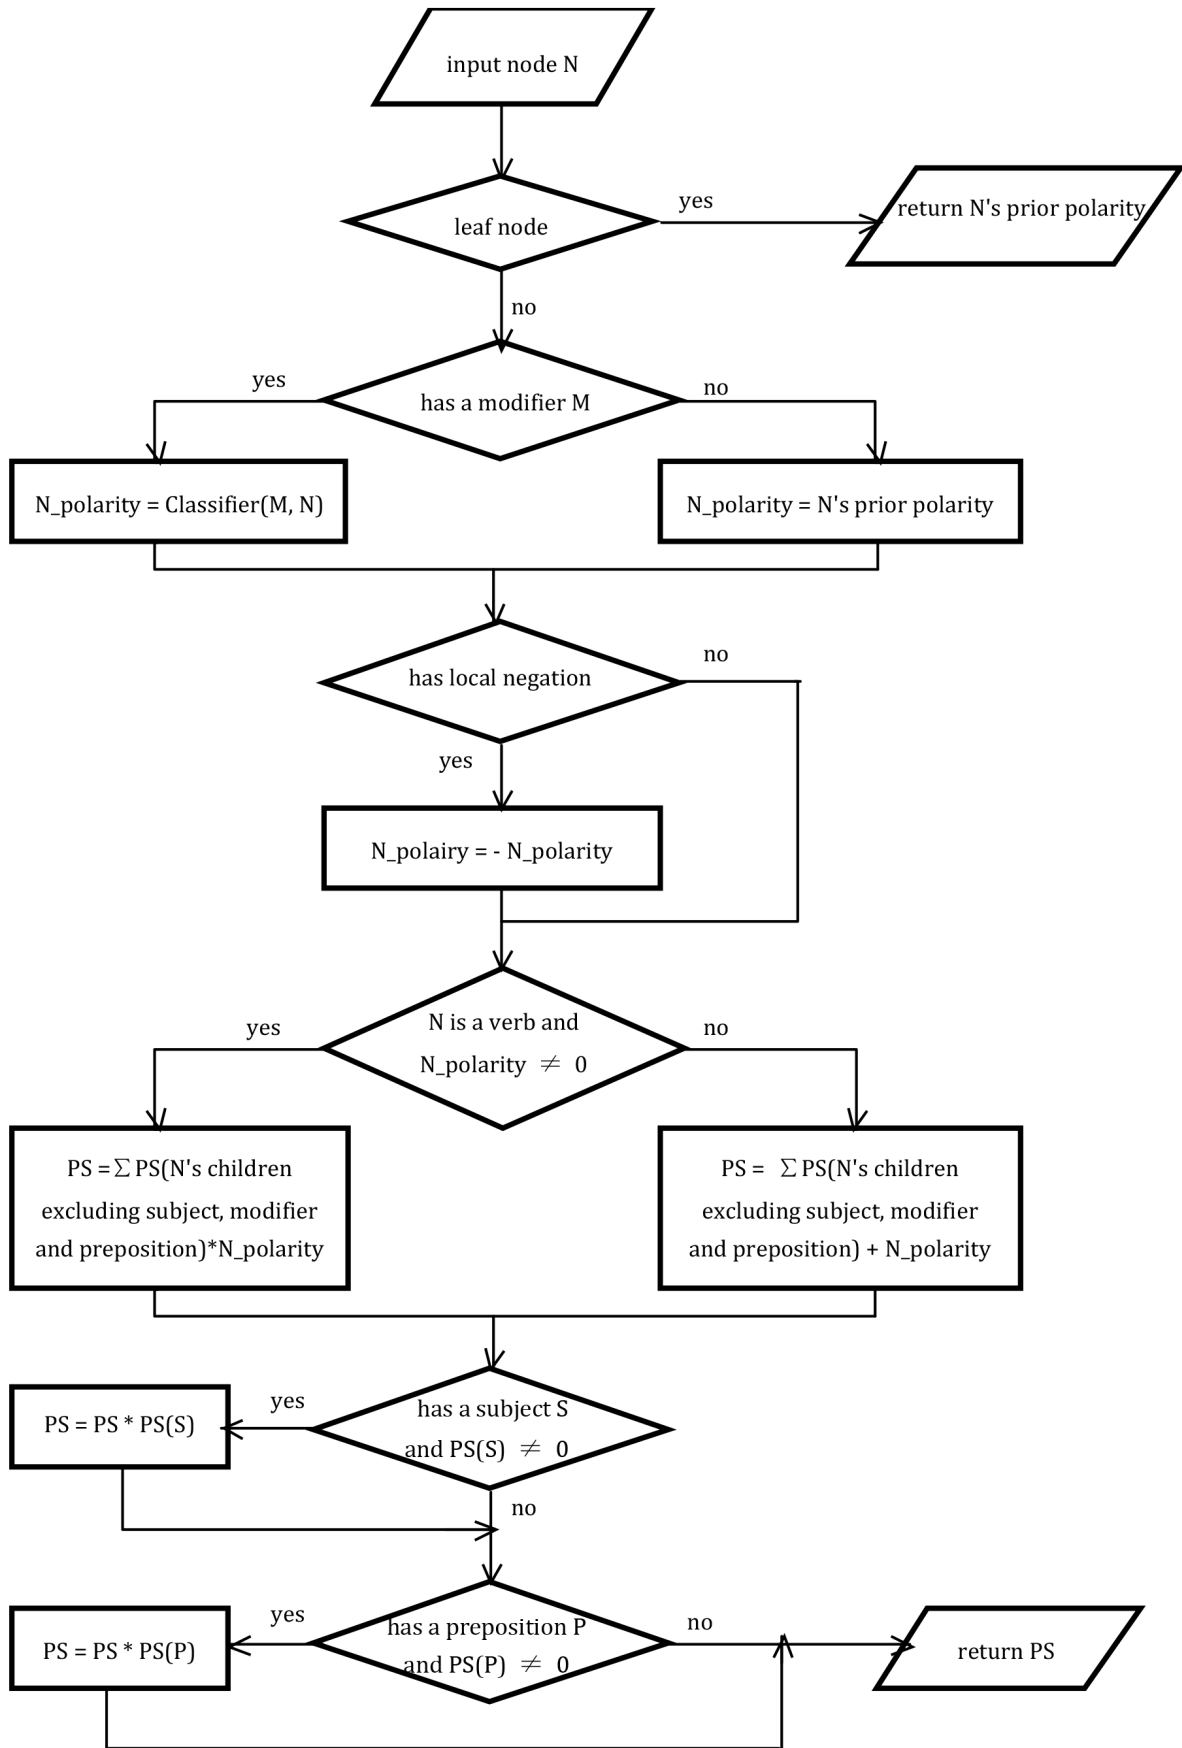 input node N
leaf node
yes
return N's prior polarity
no
has a modifier M
yes
no
N_polarity = Classifier(M, N)
N_polarity = N's prior polarity
has local negation
no
yes
N_polairy = - N_polarity
N is a verb and
N_polarity ≠ 0
yes
no
PS = ∑ PS(N's children
excluding subject, modifier
and preposition)*N_polarity
PS = ∑ PS(N's children
excluding subject, modifier
and preposition) + N_polarity
has a subject S
and PS(S) ≠ 0
yes
PS = PS * PS(S)
no
has a preposition P
and PS(P) ≠ 0
yes
no
PS = PS * PS(P)
return PS